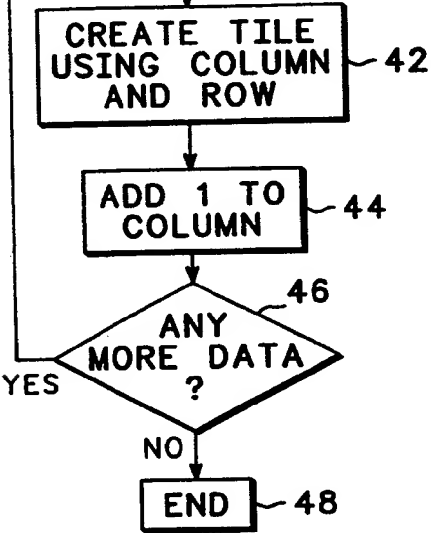 CREATE TILE
USING COLUMN
AND ROW
42
ADD 1 TO
COLUMN
44
46
ANY
MORE DATA
?
YES
NO
END
48